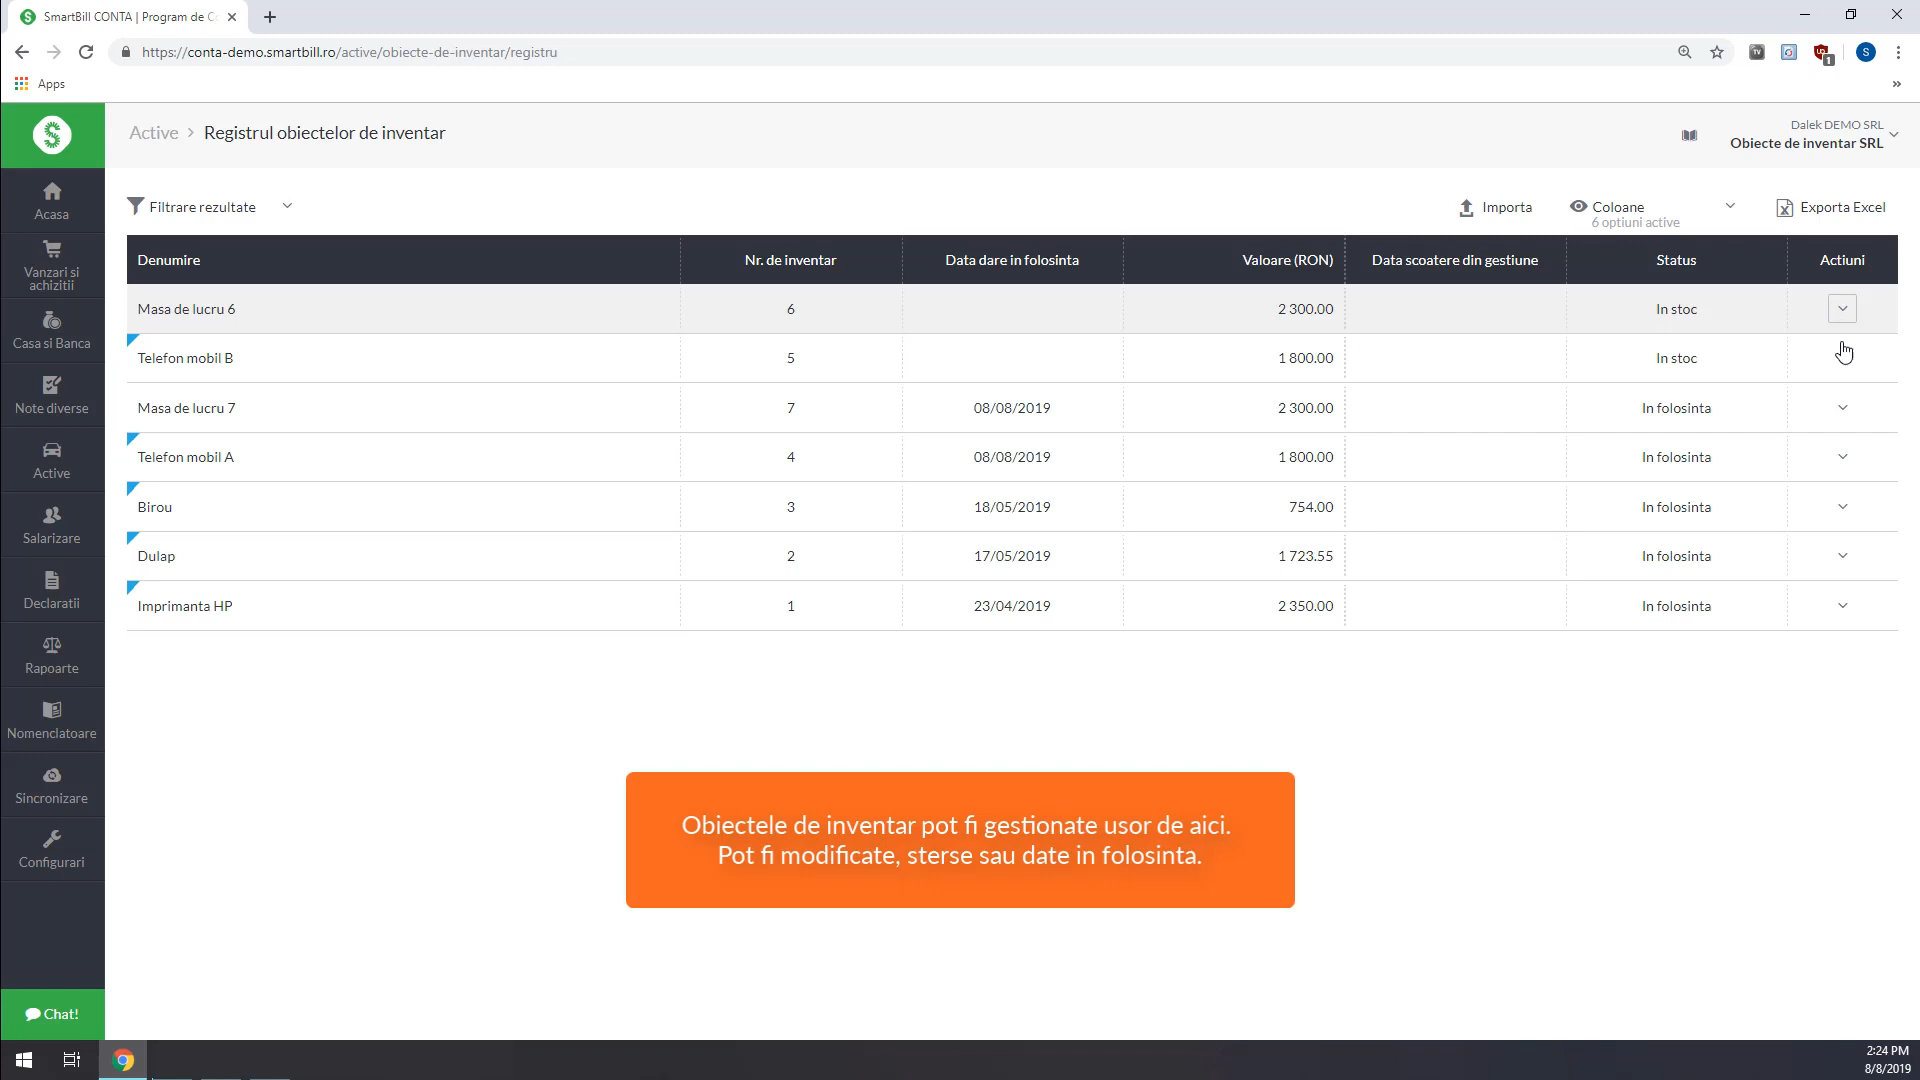 SmartBill CONTA | Program de C
https://conta-demo.smartbill.ro/active/obiecte-de-inventar/registru
S
1
Apps
Active > Registrul obiectelor de inventar
Dalek DEMO SRL
Obiecte de inventar SRL
Acasa
Vanzari si
achizitii
Casa si Banca
Note diverse
Active
Salarizare
Declaratii
Rapoarte
Nomenclatoare
Sincronizare
Configurari
Chat!
Filtrare rezultate
Importa
Coloane
6 optiuni active
Exporta Excel
Denumire Nr. de inventar Data dare in folosinta Valoare (RON) Data scoatere din gestiune Status Actiuni
Masa de lucru 6 6 2 300.00 In stoc
Telefon mobil B 5 1 800.00 In stoc
Masa de lucru 7 7 08/08/2019 2 300.00 In folosinta
Telefon mobil A 4 08/08/2019 1 800.00 In folosinta
Birou 3 18/05/2019 754.00 In folosinta
Dulap 2 17/05/2019 1 723.55 In folosinta
Imprimanta HP 1 23/04/2019 2 350.00 In folosinta
Obiectele de inventar pot fi gestionate usor de aici.
Pot fi modificate, sterse sau date in folosinta.
2:24 PM
8/8/2019